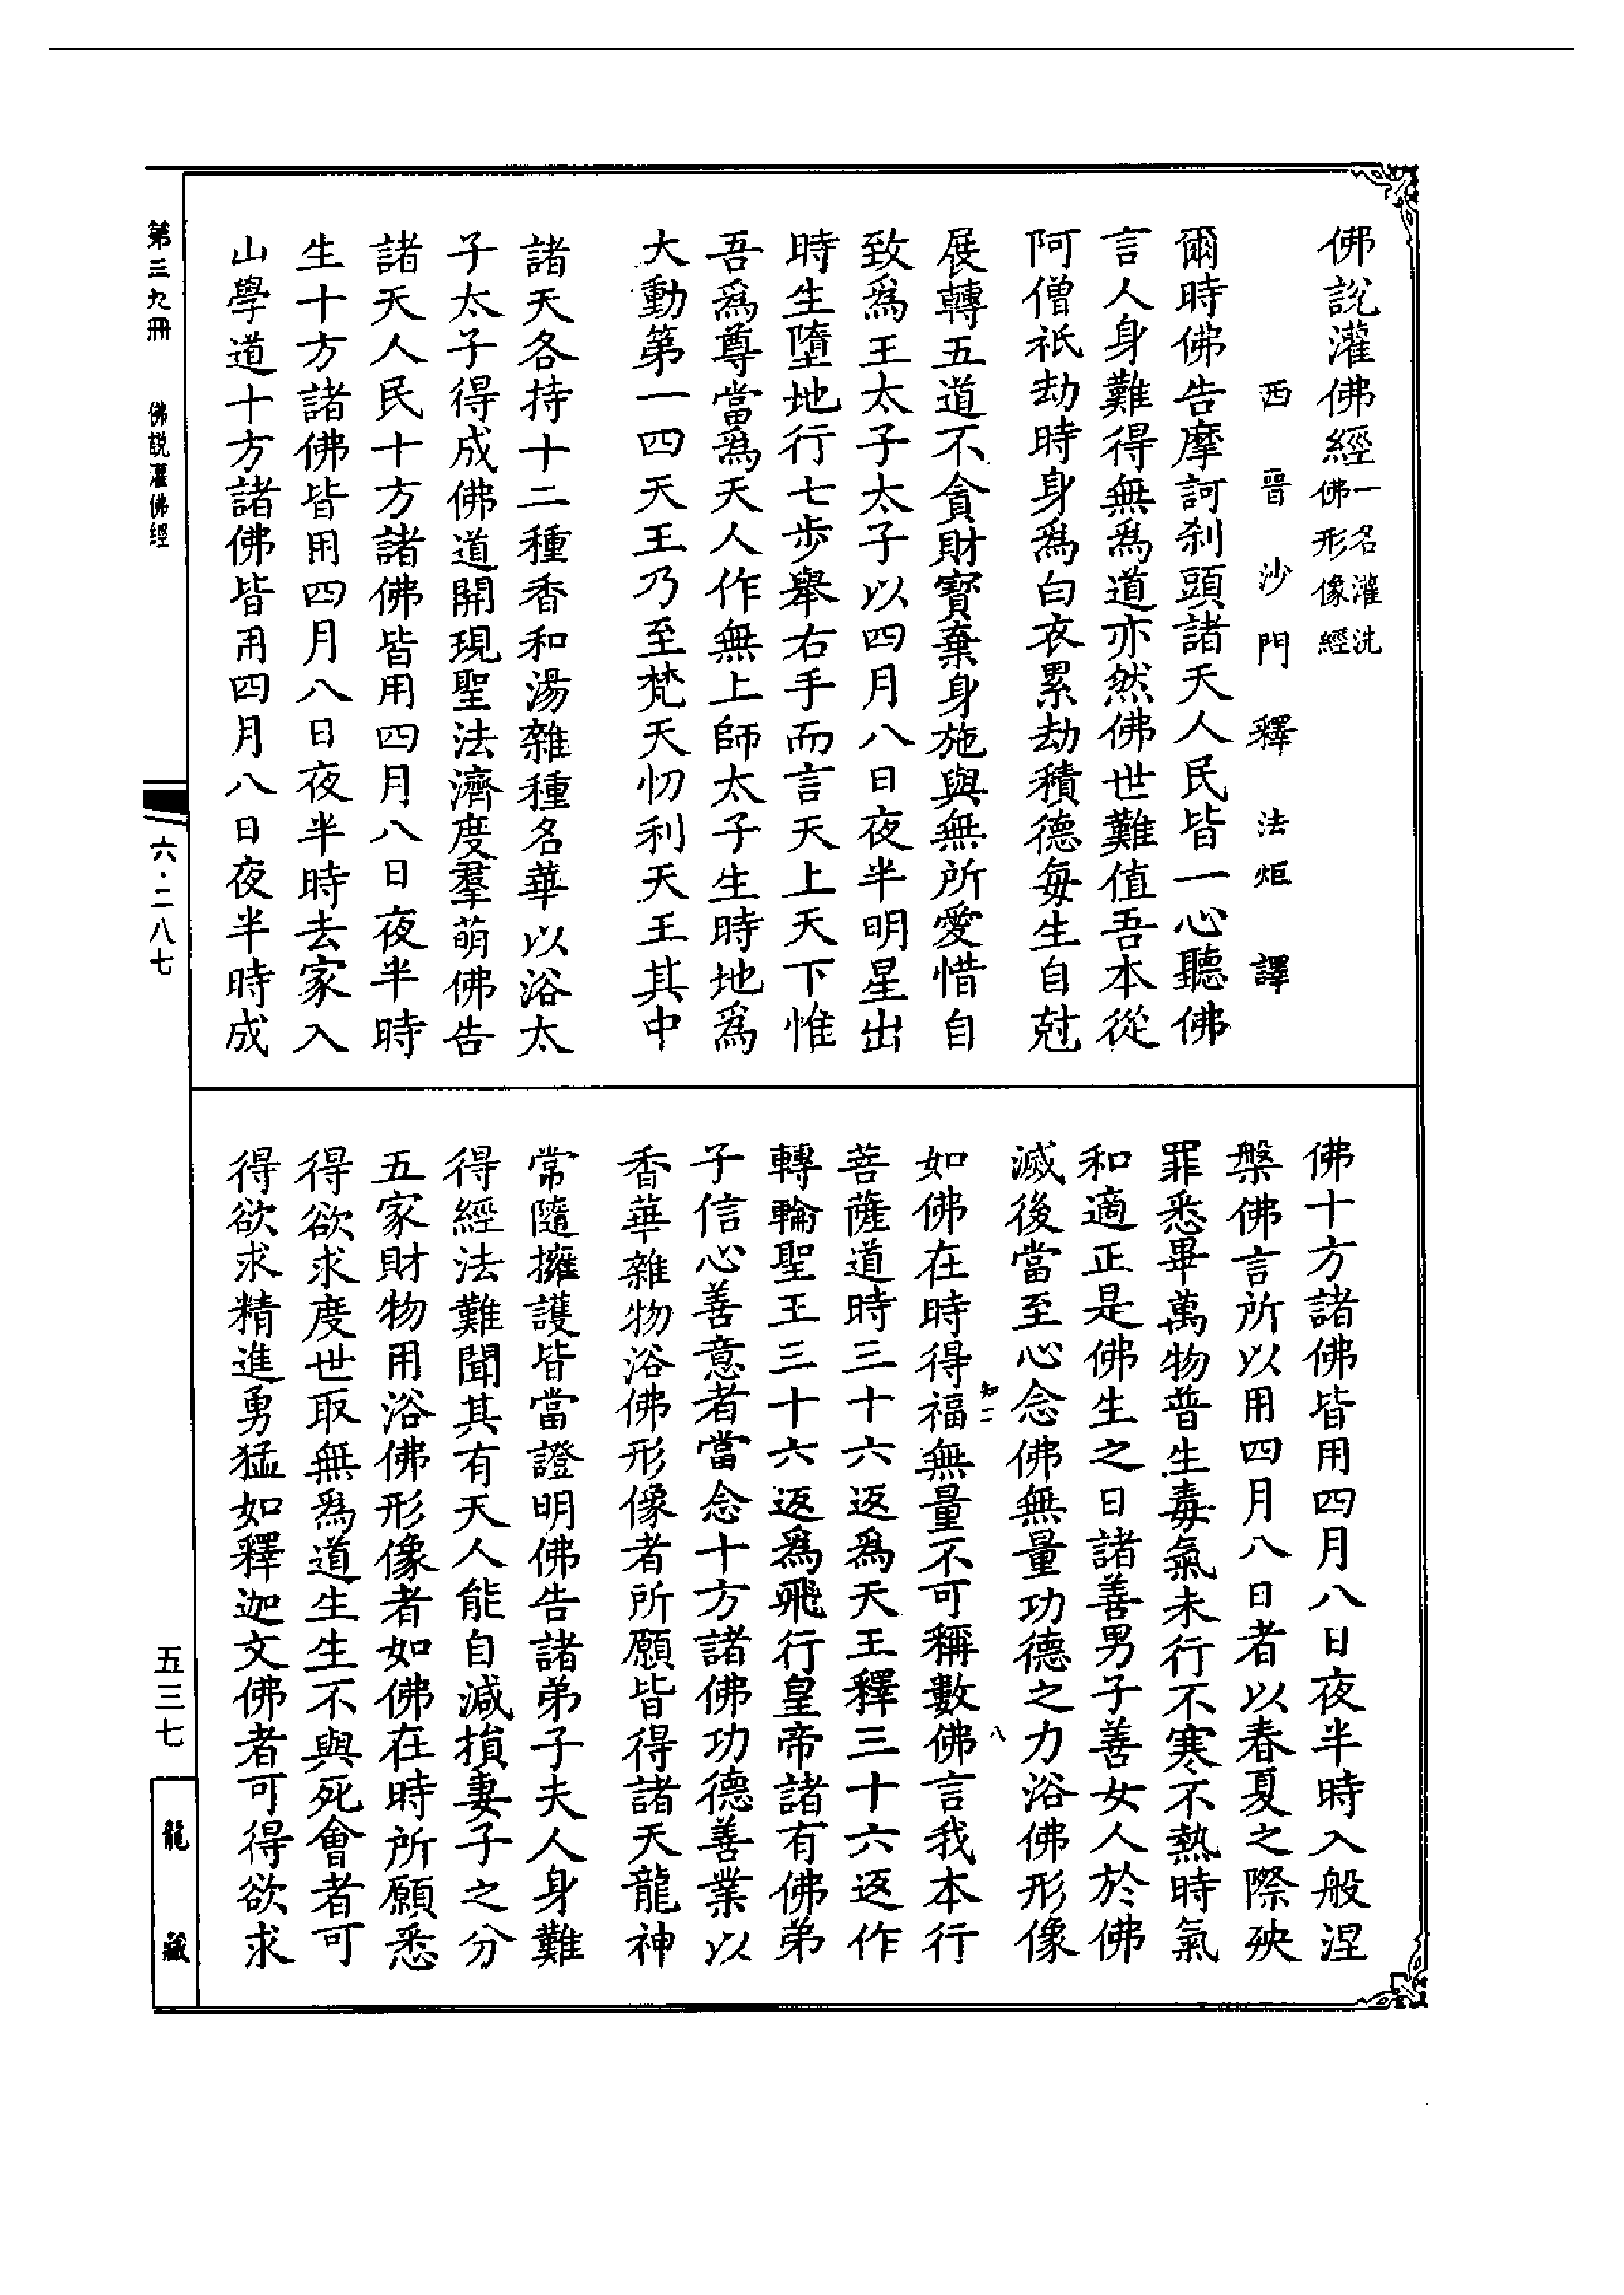 佛說灌佛經一名灌洗佛形像經
西晉沙門釋法炬譯
爾時佛告摩訶刹頭諸天人民皆一心聽佛
言人身難得無爲道亦然佛世難值吾本從
阿僧祇劫時身爲白衣累劫積德每生自尅
展轉五道不貪財寳棄身施與無所愛惜自
致爲王太子太子以四月八日夜半明星出
時生墮地行七步舉右手而言天上天下惟
吾爲尊當爲天人作無上師太子生時地爲
大動第一四天王乃至梵天忉利天王其中
諸天各持十二種香和湯雜種名華以浴太
子太子得成佛道開現聖法濟度羣萌佛告
諸天人民十方諸佛皆用四月八日夜半時
生十方諸佛皆用四月八日夜半時去家入
山學道十方諸佛皆用四月八日夜半時成
佛十方諸佛皆用四月八日夜半時入般涅
槃佛言所以用四月八日者以春夏之際殃
罪悉畢萬物普生毒氣未行不寒不熱時氣
和適正是佛生之日諸善男子善女人於佛
滅後當至心念佛無量功德之力浴佛形像
如佛在時得福無量不可稱數佛言我本行
知二
八
菩薩道時三十六返爲天王釋三十六返作
轉輪聖王三十六返爲飛行皇帝諸有佛弟
子信心善意者當念十方諸佛功德善業以
香華雜物浴佛形像者所願皆得諸天龍神
常隨擁護皆當證明佛告諸弟子夫人身難
得經法難聞其有天人能自減損妻子之分
五家財物用浴佛形像者如佛在時所願悉
得欲求度世取無爲道生生不與死會者可
得欲求精進勇猛如釋迦文佛者可得欲求
第三九冊
佛説灌佛經
六·二八七
五三七
龍藏